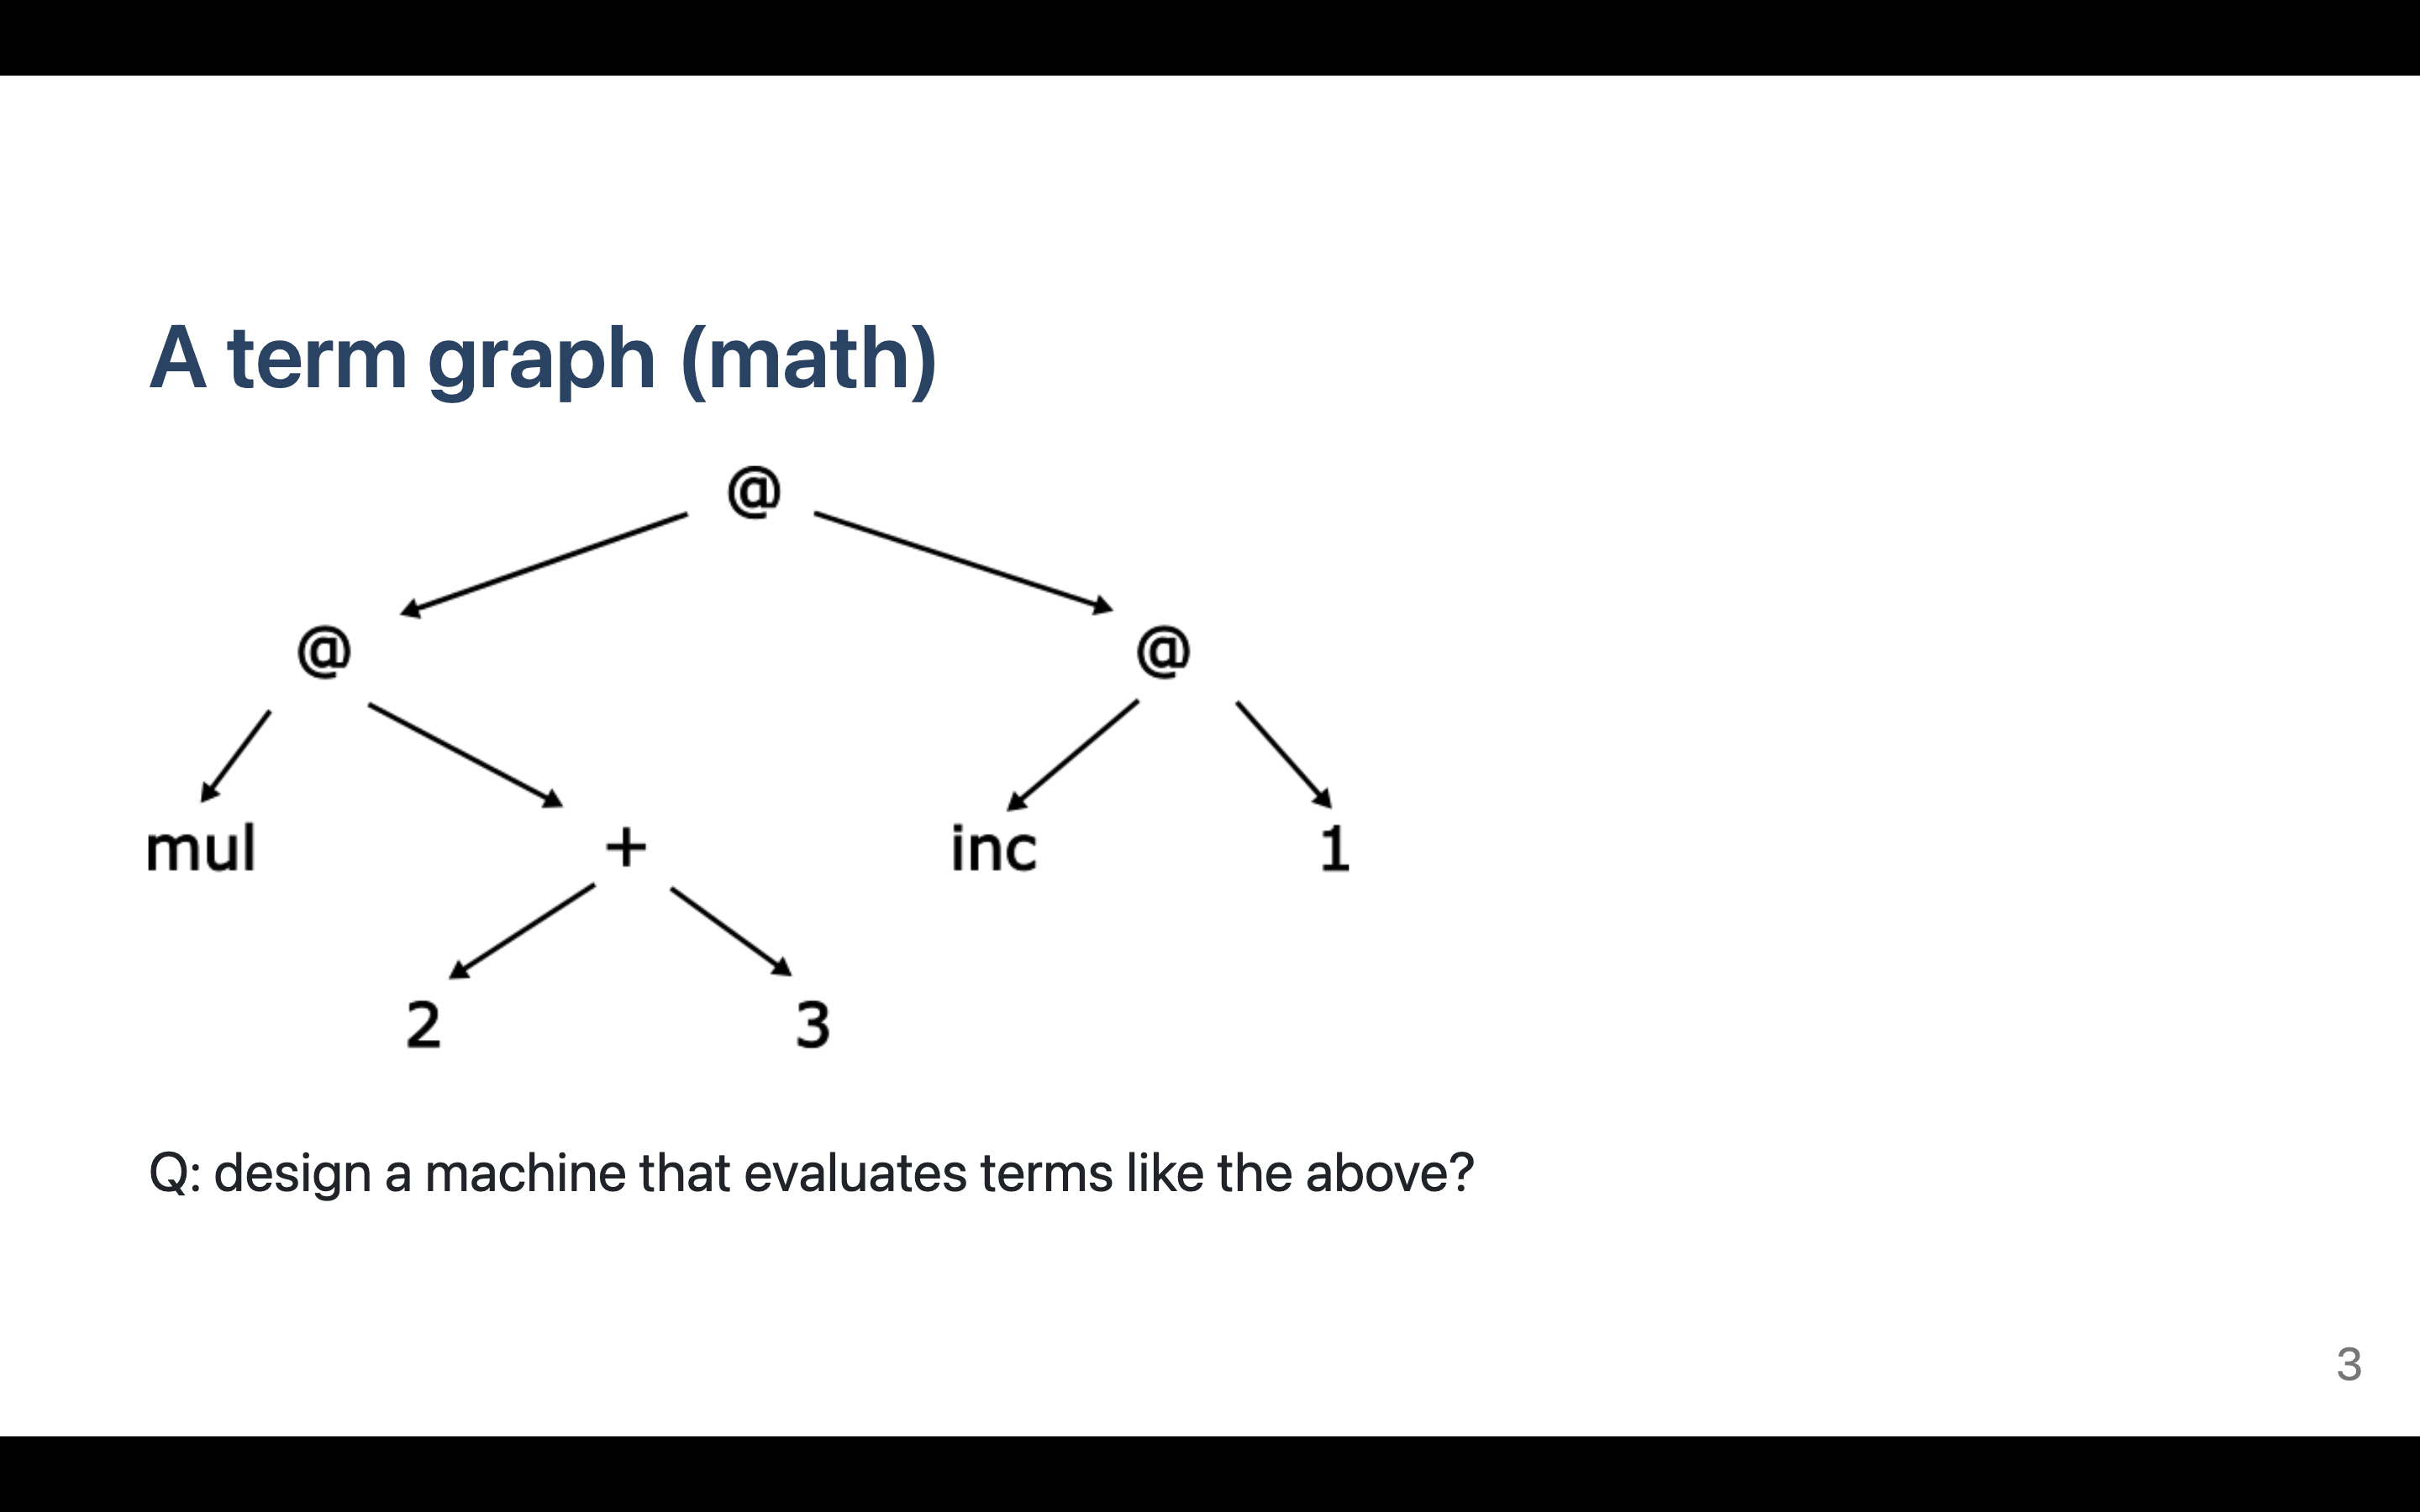 A term graph (math)
@
@ @
mul + inc 1
2 3
Q: design a machine that evaluates terms like the above?
3